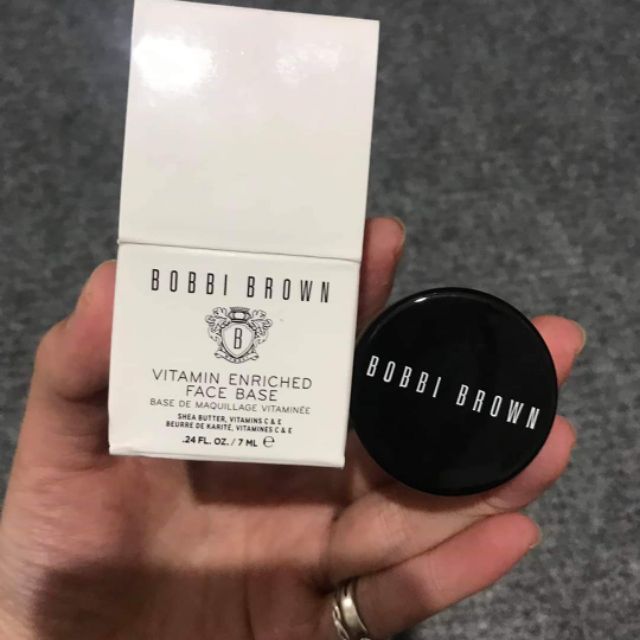 BOBBI BROWN
B
VITAMIN ENRICHED
FACE BASE
BASE DE MAQUILLAGE VITAMINÉE
SHEA BUTTER, VITAMINS C & E
BEURRE DE KARITÉ, VITAMINES C & E
.24 FL. OZ. / 7 ML ℮
BOBBI BROWN